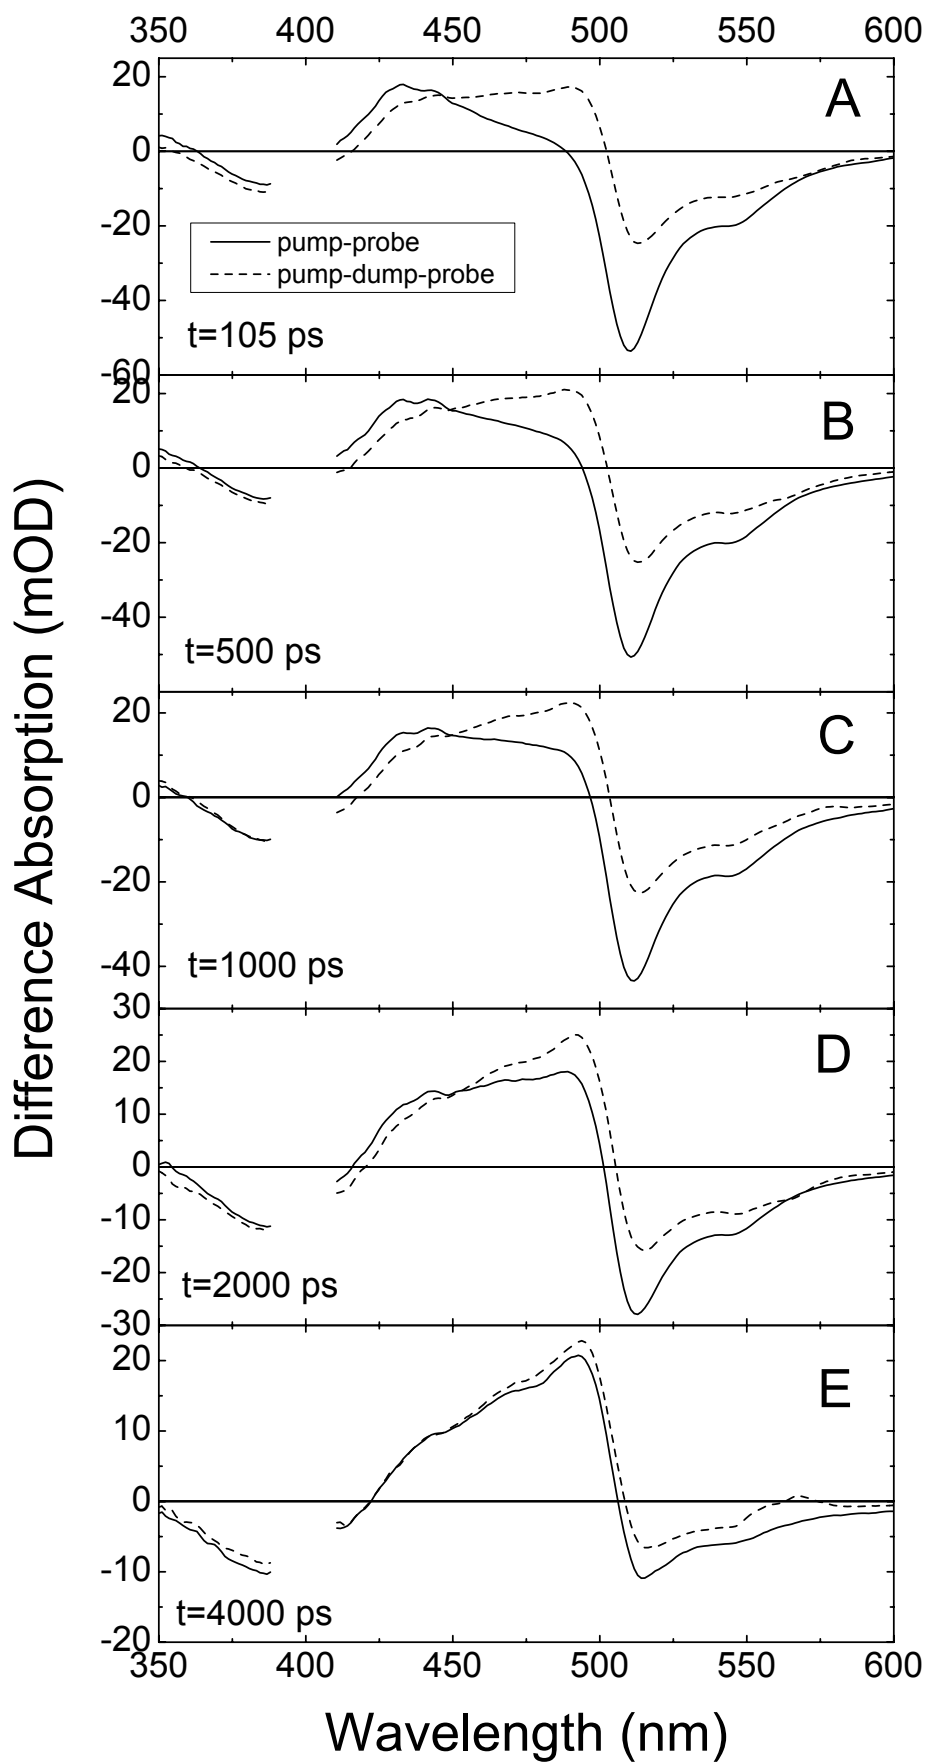 350 400 450 500 550 600
20
A
0
-20
pump-probe
pump-dump-probe
-40
t=105 ps
-60
20
B
0
-20
-40
t=500 ps
20
C
0
-20
-40
t=1000 ps
30
D
20
10
0
-10
-20
t=2000 ps
-30
20
E
10
0
-10
t=4000 ps
-20
350 400 450 500 550 600
Wavelength (nm)
Difference Absorption (mOD)